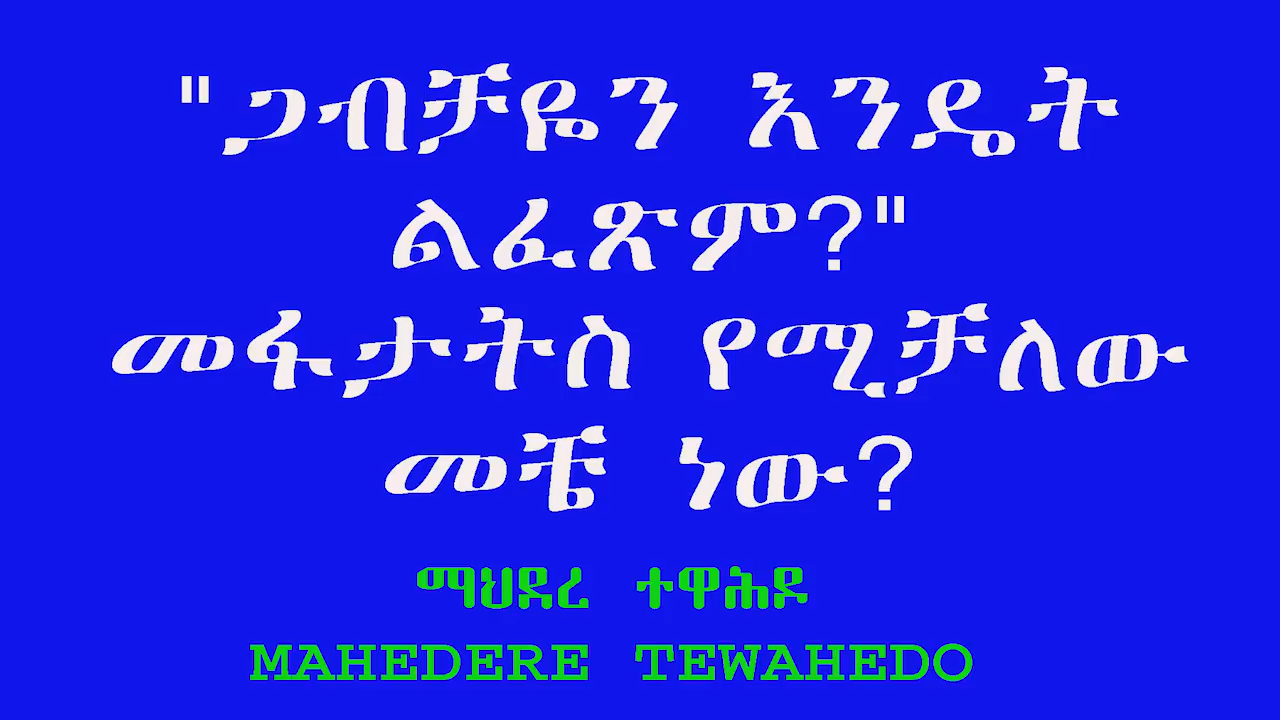 "ጋብቻዬን እንዴት
ልፈጽም?"
መፋታትስ የሚቻለው
መቼ ነው?
ማህደረ ተዋሕዶ
MAHEDERE TEWAHEDO